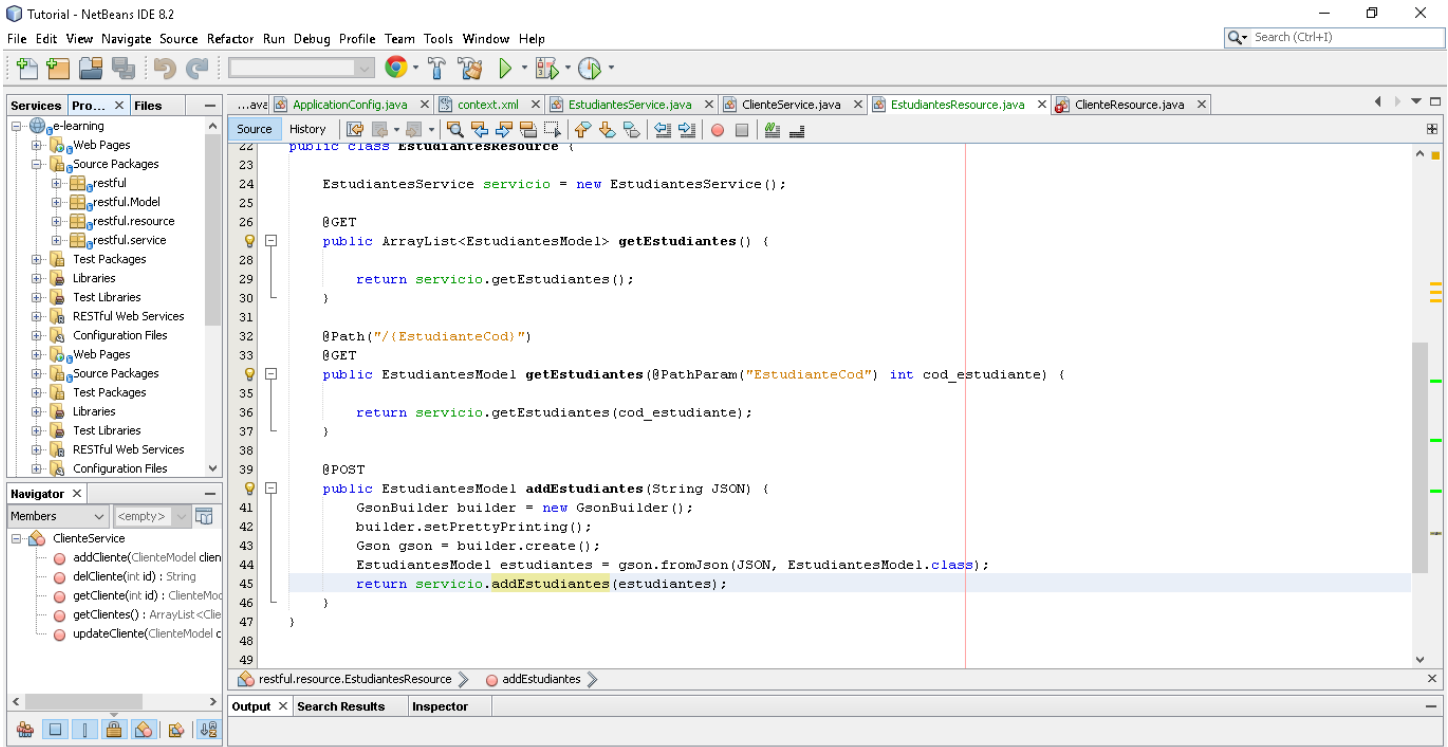 Tutorial - NetBeans IDE 8.2
File Edit View Navigate Source Refactor Run Debug Profile Team Tools Window Help
Search (Ctrl+I)
Services Pro... Files
e-learning
Web Pages
Source Packages
restful
restful.Model
restful.resource
restful.service
Test Packages
Libraries
Test Libraries
RESTful Web Services
Configuration Files
Web Pages
Source Packages
Test Packages
Libraries
Test Libraries
RESTful Web Services
Configuration Files
Navigator
Members <empty>
ClienteService
addCliente(ClienteModel clien
delCliente(int id) : String
getCliente(int id) : ClienteMod
getClientes() : ArrayList<Clie
updateCliente(ClienteModel c
...ava ApplicationConfig.java context.xml EstudiantesService.java ClienteService.java EstudiantesResource.java ClienteResource.java
Source History
22 public class EstudiantesResource {
23
24 EstudiantesService servicio = new EstudiantesService();
25
26 @GET
public ArrayList<EstudiantesModel> getEstudiantes() {
28
29 return servicio.getEstudiantes();
30 }
31
32 @Path("/{EstudianteCod}")
33 @GET
public EstudiantesModel getEstudiantes(@PathParam("EstudianteCod") int cod_estudiante) {
35
36 return servicio.getEstudiantes(cod_estudiante);
37 }
38
39 @POST
public EstudiantesModel addEstudiantes(String JSON) {
41 GsonBuilder builder = new GsonBuilder();
42 builder.setPrettyPrinting();
43 Gson gson = builder.create();
44 EstudiantesModel estudiantes = gson.fromJson(JSON, EstudiantesModel.class);
45 return servicio.addEstudiantes(estudiantes);
46 }
47 }
48
49
restful.resource.EstudiantesResource addEstudiantes
Output Search Results Inspector